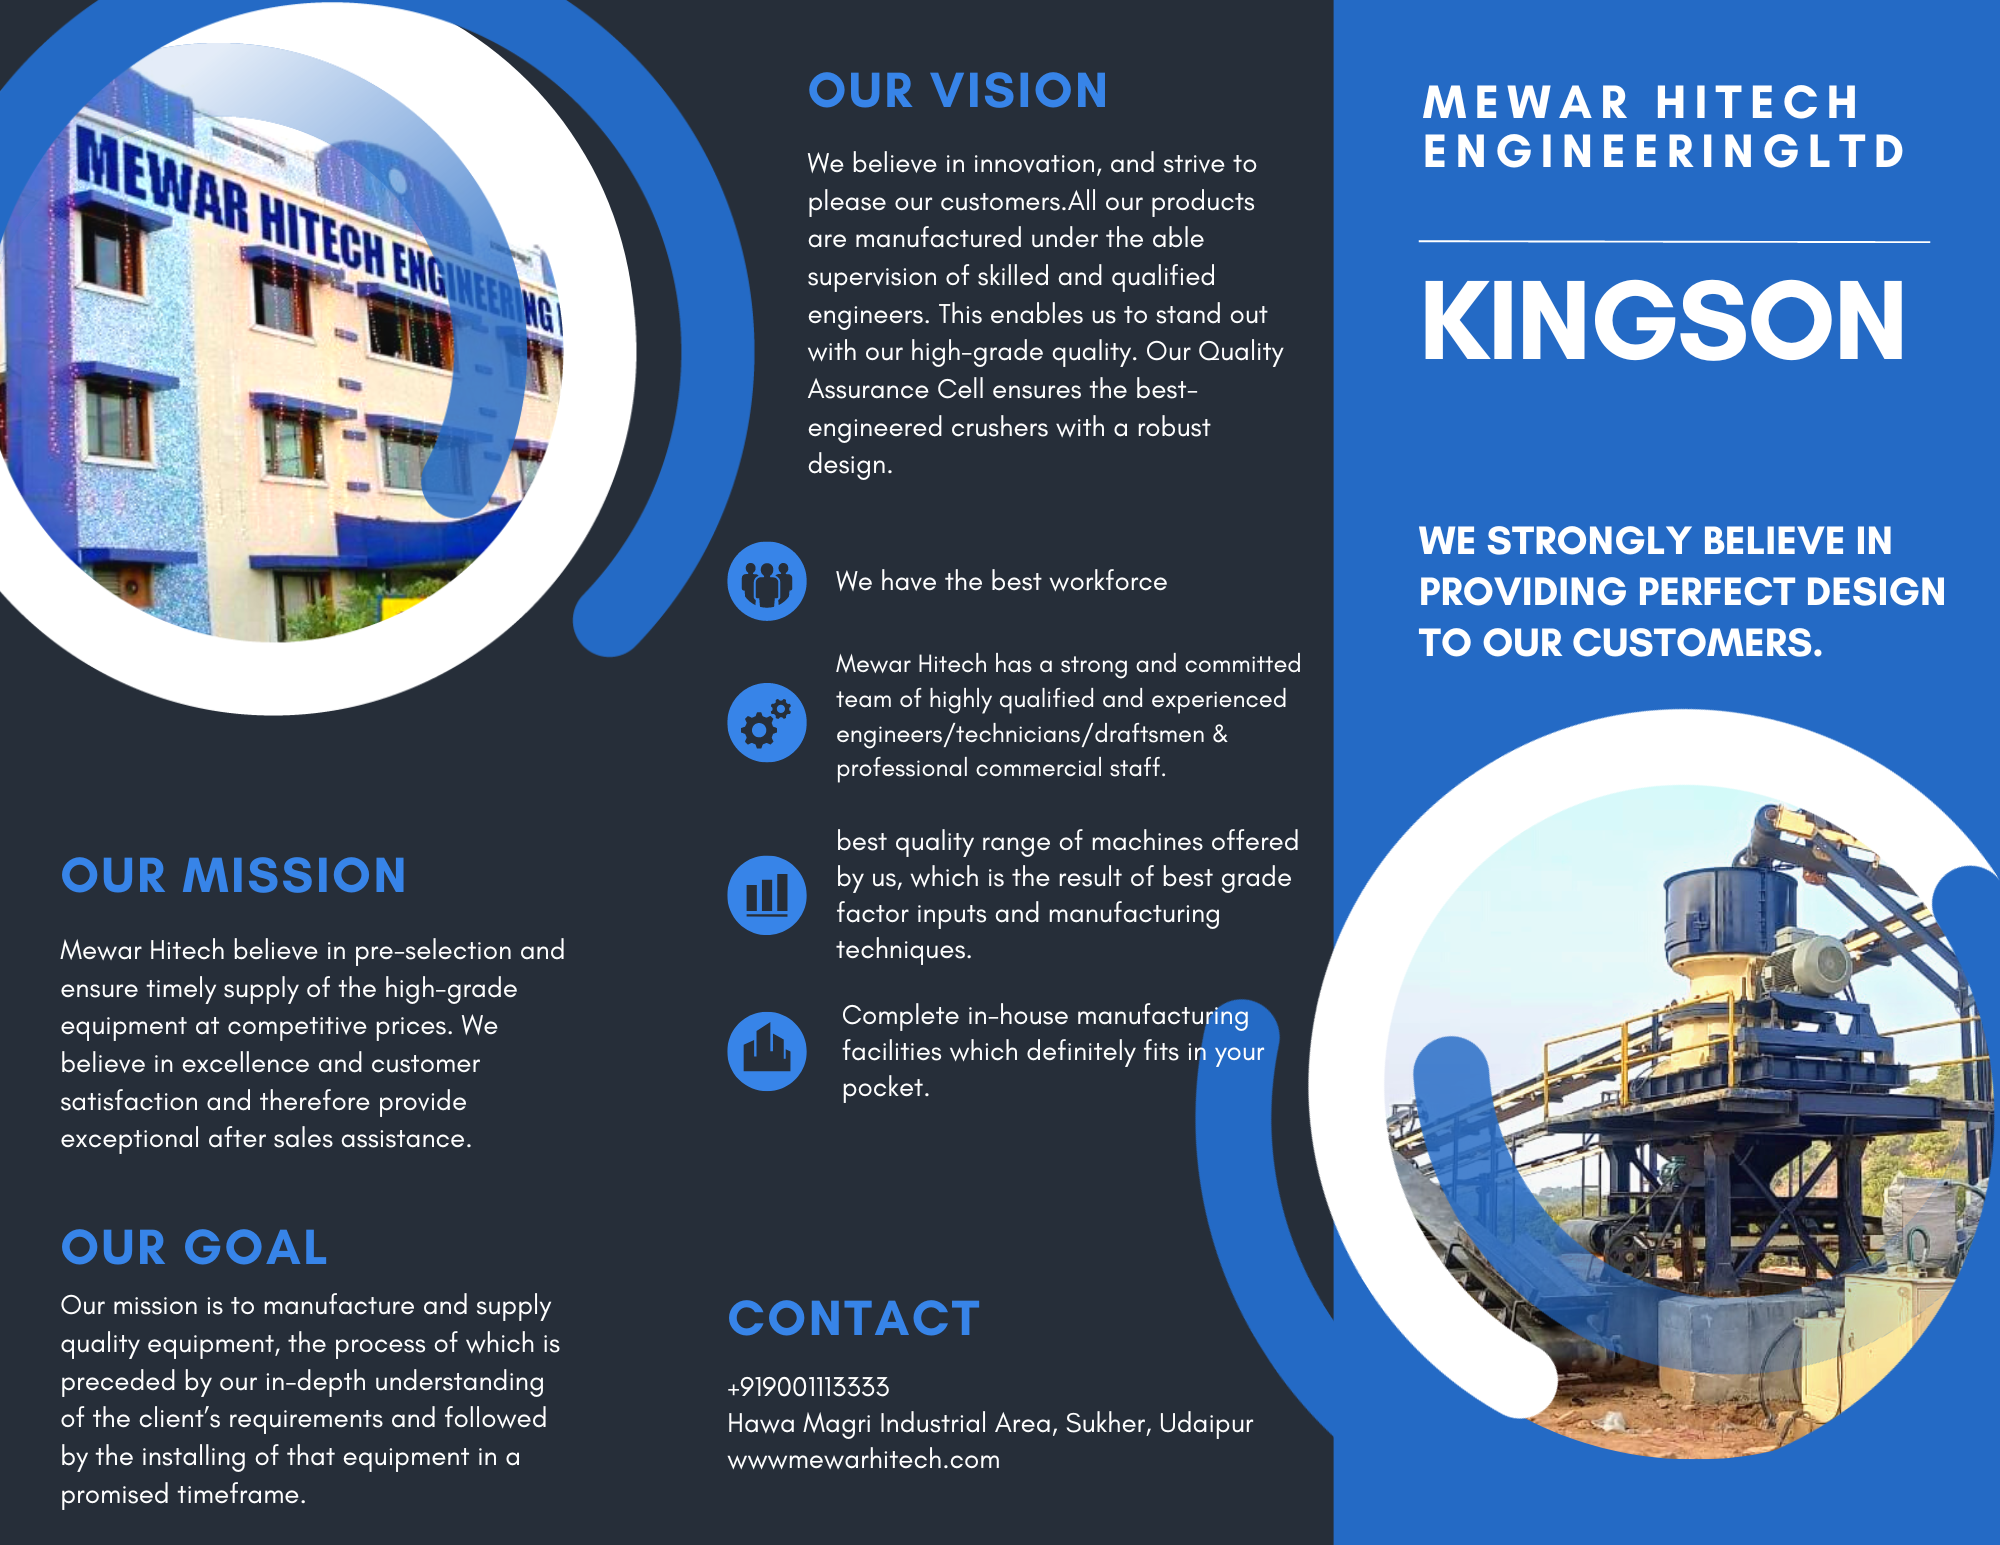 MEWAR HITECH ENGINEERING
OUR MISSION
Mewar Hitech believe in pre-selection and
ensure timely supply of the high-grade
equipment at competitive prices. We
believe in excellence and customer
satisfaction and therefore provide
exceptional after sales assistance.
OUR GOAL
Our mission is to manufacture and supply
quality equipment, the process of which is
preceded by our in-depth understanding
of the client’s requirements and followed
by the installing of that equipment in a
promised timeframe.
OUR VISION
We believe in innovation, and strive to
please our customers.All our products
are manufactured under the able
supervision of skilled and qualified
engineers. This enables us to stand out
with our high-grade quality. Our Quality
Assurance Cell ensures the best-
engineered crushers with a robust
design.
We have the best workforce
Mewar Hitech has a strong and committed
team of highly qualified and experienced
engineers/technicians/draftsmen &
professional commercial staff.
best quality range of machines offered
by us, which is the result of best grade
factor inputs and manufacturing
techniques.
Complete in-house manufacturing
facilities which definitely fits in your
pocket.
CONTACT
+919001113333
Hawa Magri Industrial Area, Sukher, Udaipur
wwwmewarhitech.com
MEWAR HITECH
ENGINEERINGLTD
KINGSON
WE STRONGLY BELIEVE IN
PROVIDING PERFECT DESIGN
TO OUR CUSTOMERS.